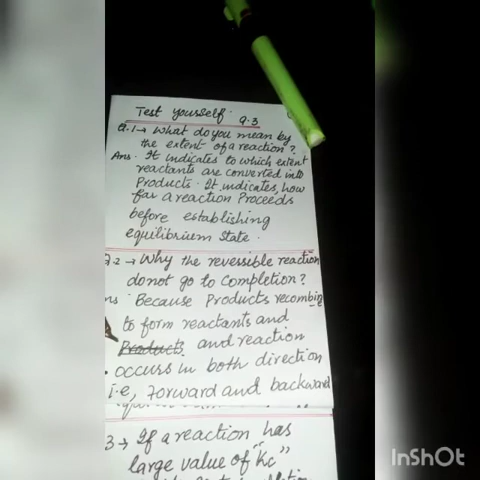 Test yourself 9.3
Q.1→ What do you mean by
the extent of a reaction?
Ans. It indicates to which extent
reactants are converted into
Products. It indicates, how
far a reaction Proceeds
before establishing
equilibrium state.
Q.2→ Why the reversible reaction
donot go to completion?
ns Because Products recombine
to form reactants and
Products and reaction
occurs in both direction
i.e, forward and backward
3→ If a reaction has
large value of "Kc"
InShOt